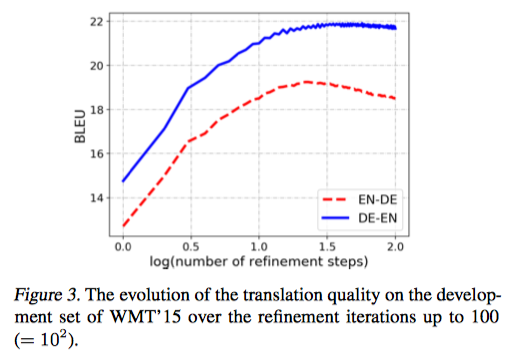 22
20
18
16
14
BLEU
EN-DE
DE-EN
0.0 0.5 1.0 1.5 2.0
log(number of refinement steps)
Figure 3. The evolution of the translation quality on the develop-
ment set of WMT'15 over the refinement iterations up to 100
(= 10²).